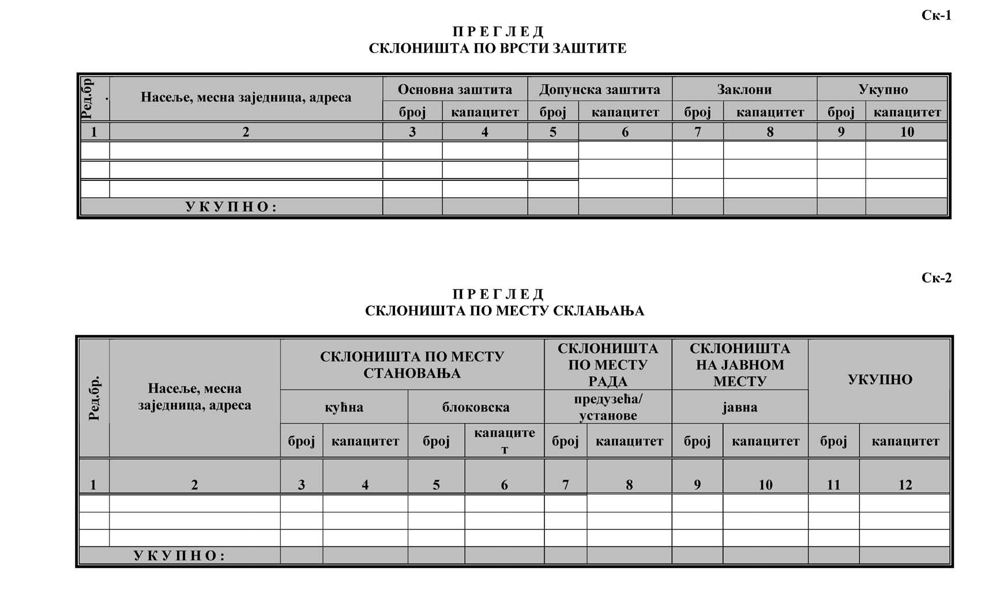 Ск-1
П Р Е Г Л Е Д
СКЛОНИШТА ПО ВРСТИ ЗАШТИТЕ
Ред.бр.
Насеље, месна заједница, адреса
Основна заштита Допунска заштита Заклони Укупно
број капацитет број капацитет број капацитет број капацитет
1 2 3 4 5 6 7 8 9 10
У К У П Н О :
Ск-2
П Р Е Г Л Е Д
СКЛОНИШТА ПО МЕСТУ СКЛАЊАЊА
Ред.бр.
Насеље, месна
заједница, адреса
СКЛОНИШТА ПО МЕСТУ
СТАНОВАЊА
СКЛОНИШТА
ПО МЕСТУ
РАДА
СКЛОНИШТА
НА ЈАВНОМ
МЕСТУ
УКУПНО
кућна
блоковска
предузећа/
установе
јавна
број капацитет број капаците
т
број капацитет број капацитет број капацитет
1 2 3 4 5 6 7 8 9 10 11 12
У К У П Н О :